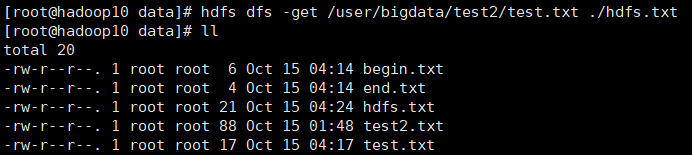 [root@hadoop10 data]# hdfs dfs -get /user/bigdata/test2/test.txt ./hdfs.txt
[root@hadoop10 data]# ll
total 20
-rw-r--r--. 1 root root  6 Oct 15 04:14 begin.txt
-rw-r--r--. 1 root root  4 Oct 15 04:14 end.txt
-rw-r--r--. 1 root root 21 Oct 15 04:24 hdfs.txt
-rw-r--r--. 1 root root 88 Oct 15 01:48 test2.txt
-rw-r--r--. 1 root root 17 Oct 15 04:17 test.txt